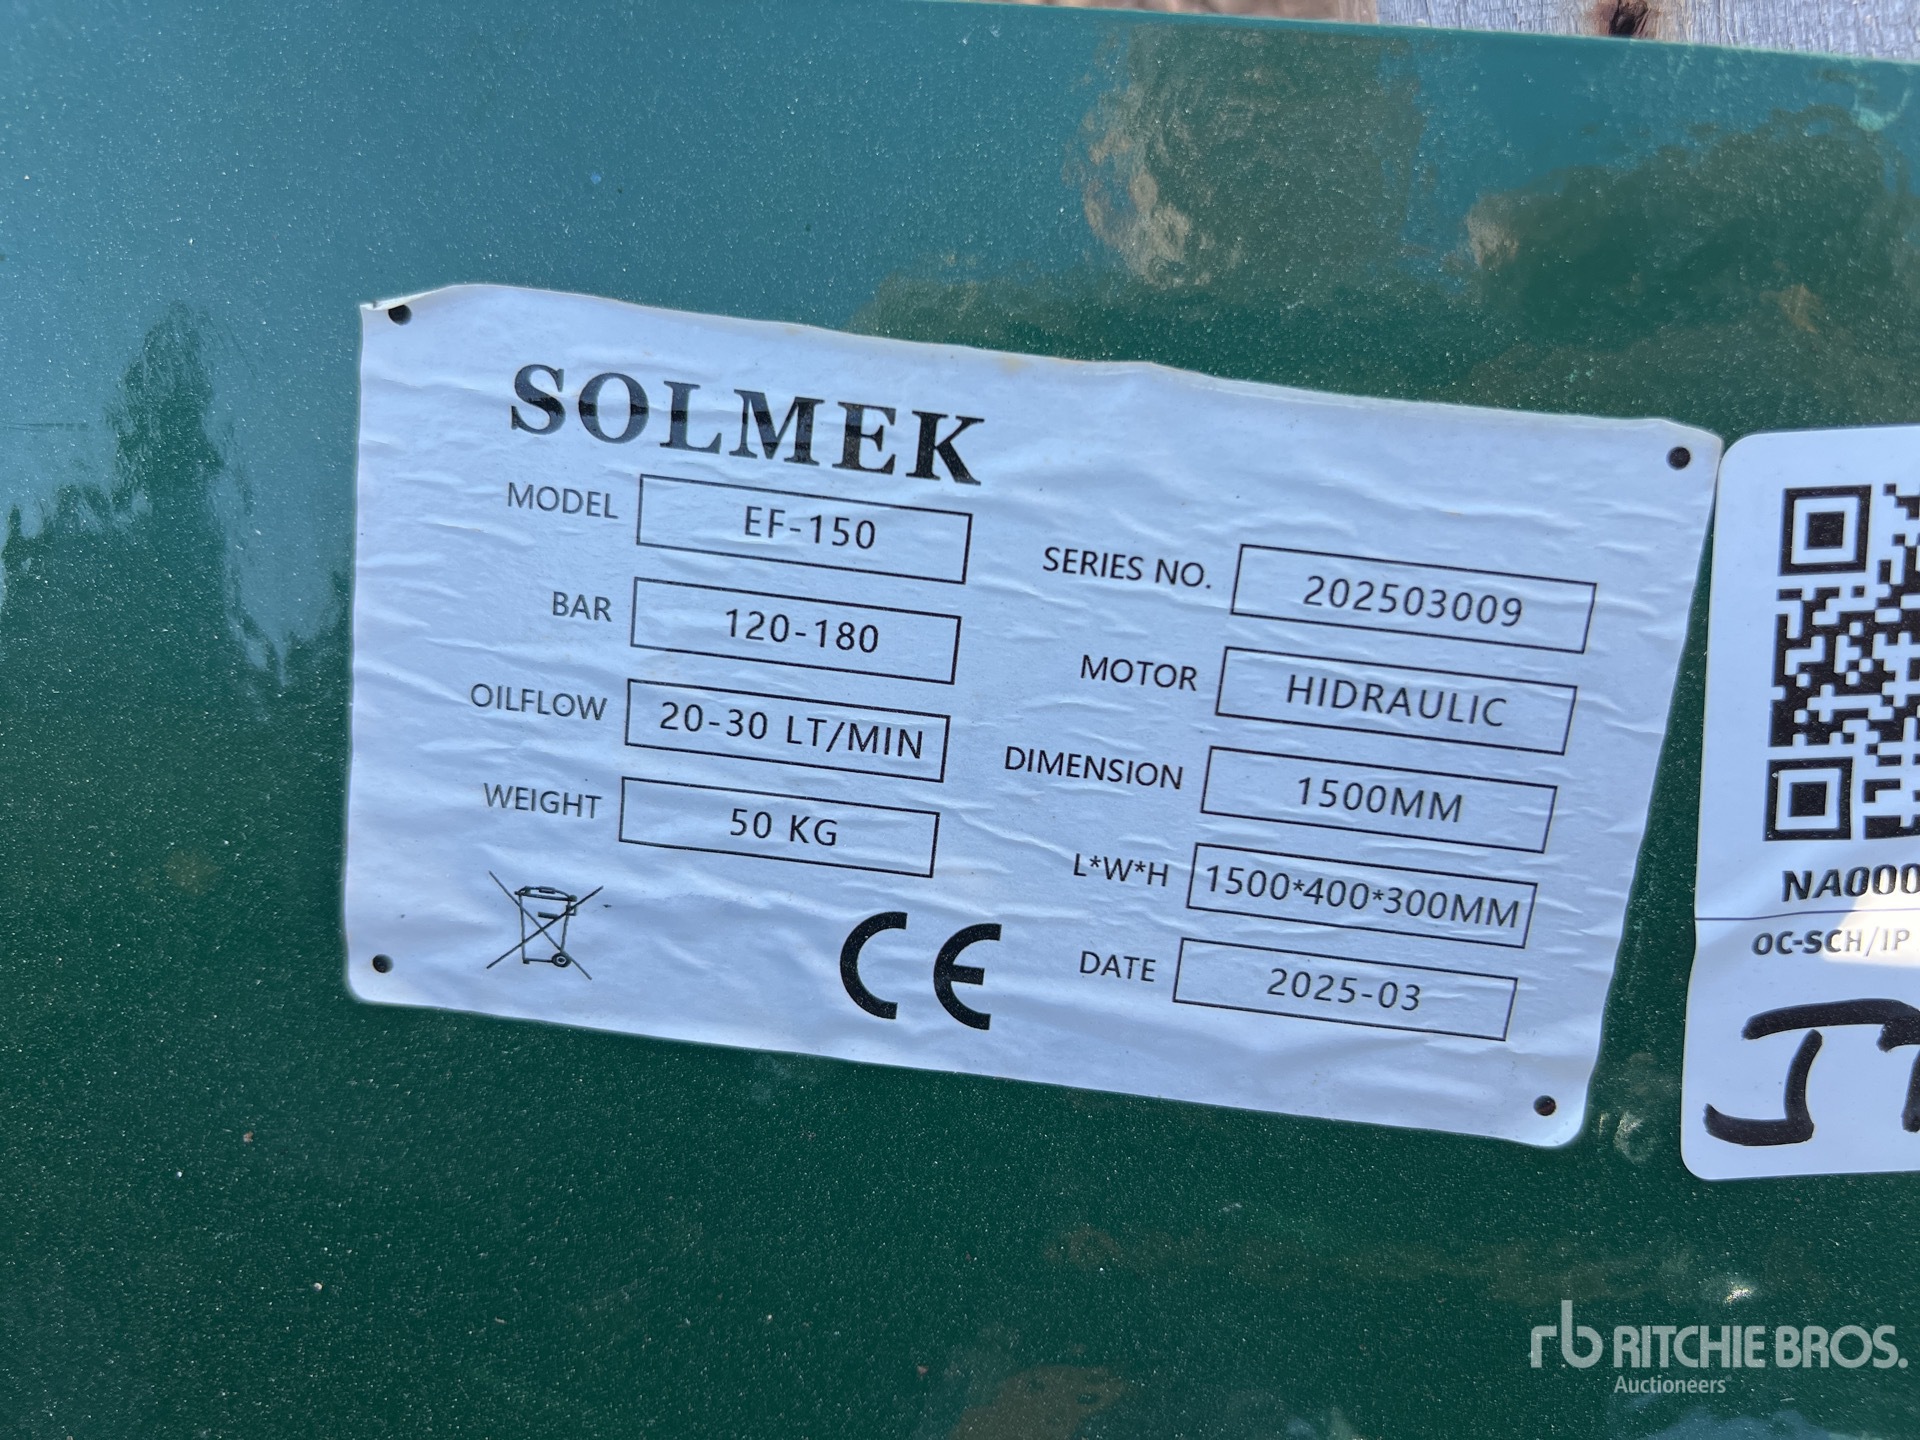 SOLMEK
MODEL EF-150
BAR 120-180
OILFLOW 20-30 LT/MIN
WEIGHT 50 KG
SERIES NO. 202503009
MOTOR HIDRAULIC
DIMENSION 1500MM
L*W*H 1500*400*300MM
DATE 2025-03
CE
NA000
OC-SCH/IP
rb RITCHIE BROS.
Auctioneers